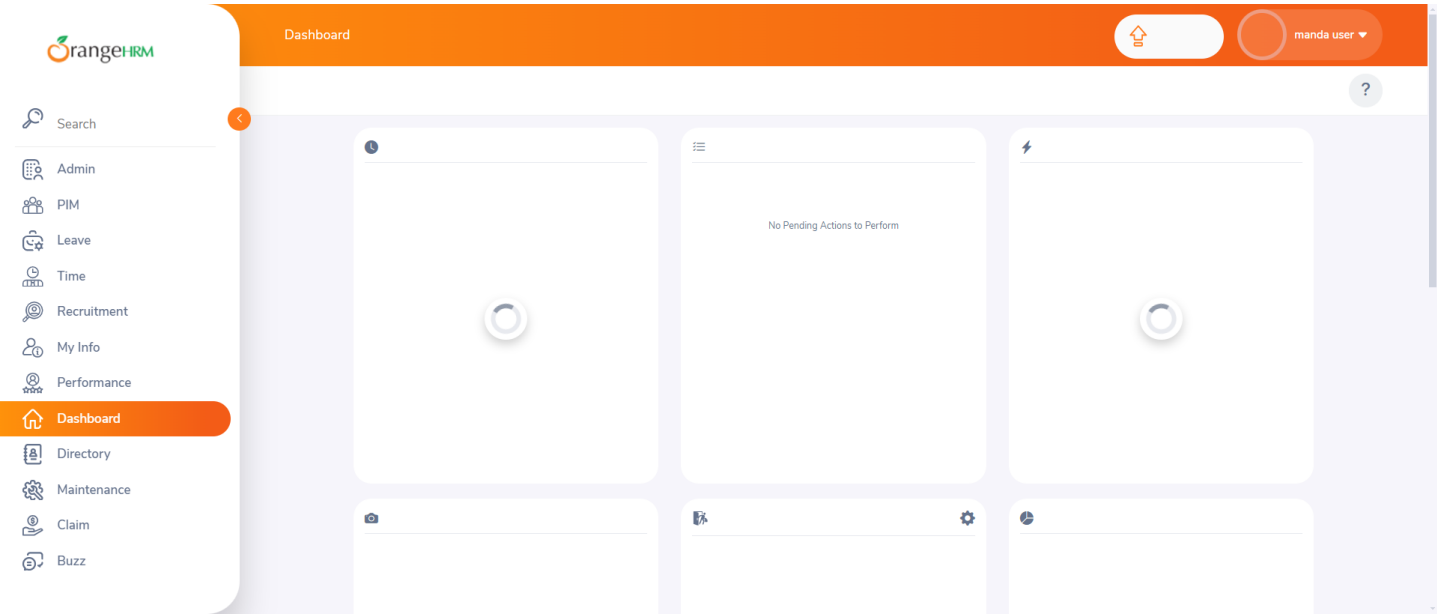 OrangeHRM
Dashboard
manda user
?
Search
Admin
PIM
Leave
Time
Recruitment
My Info
Performance
Dashboard
Directory
Maintenance
Claim
Buzz
No Pending Actions to Perform